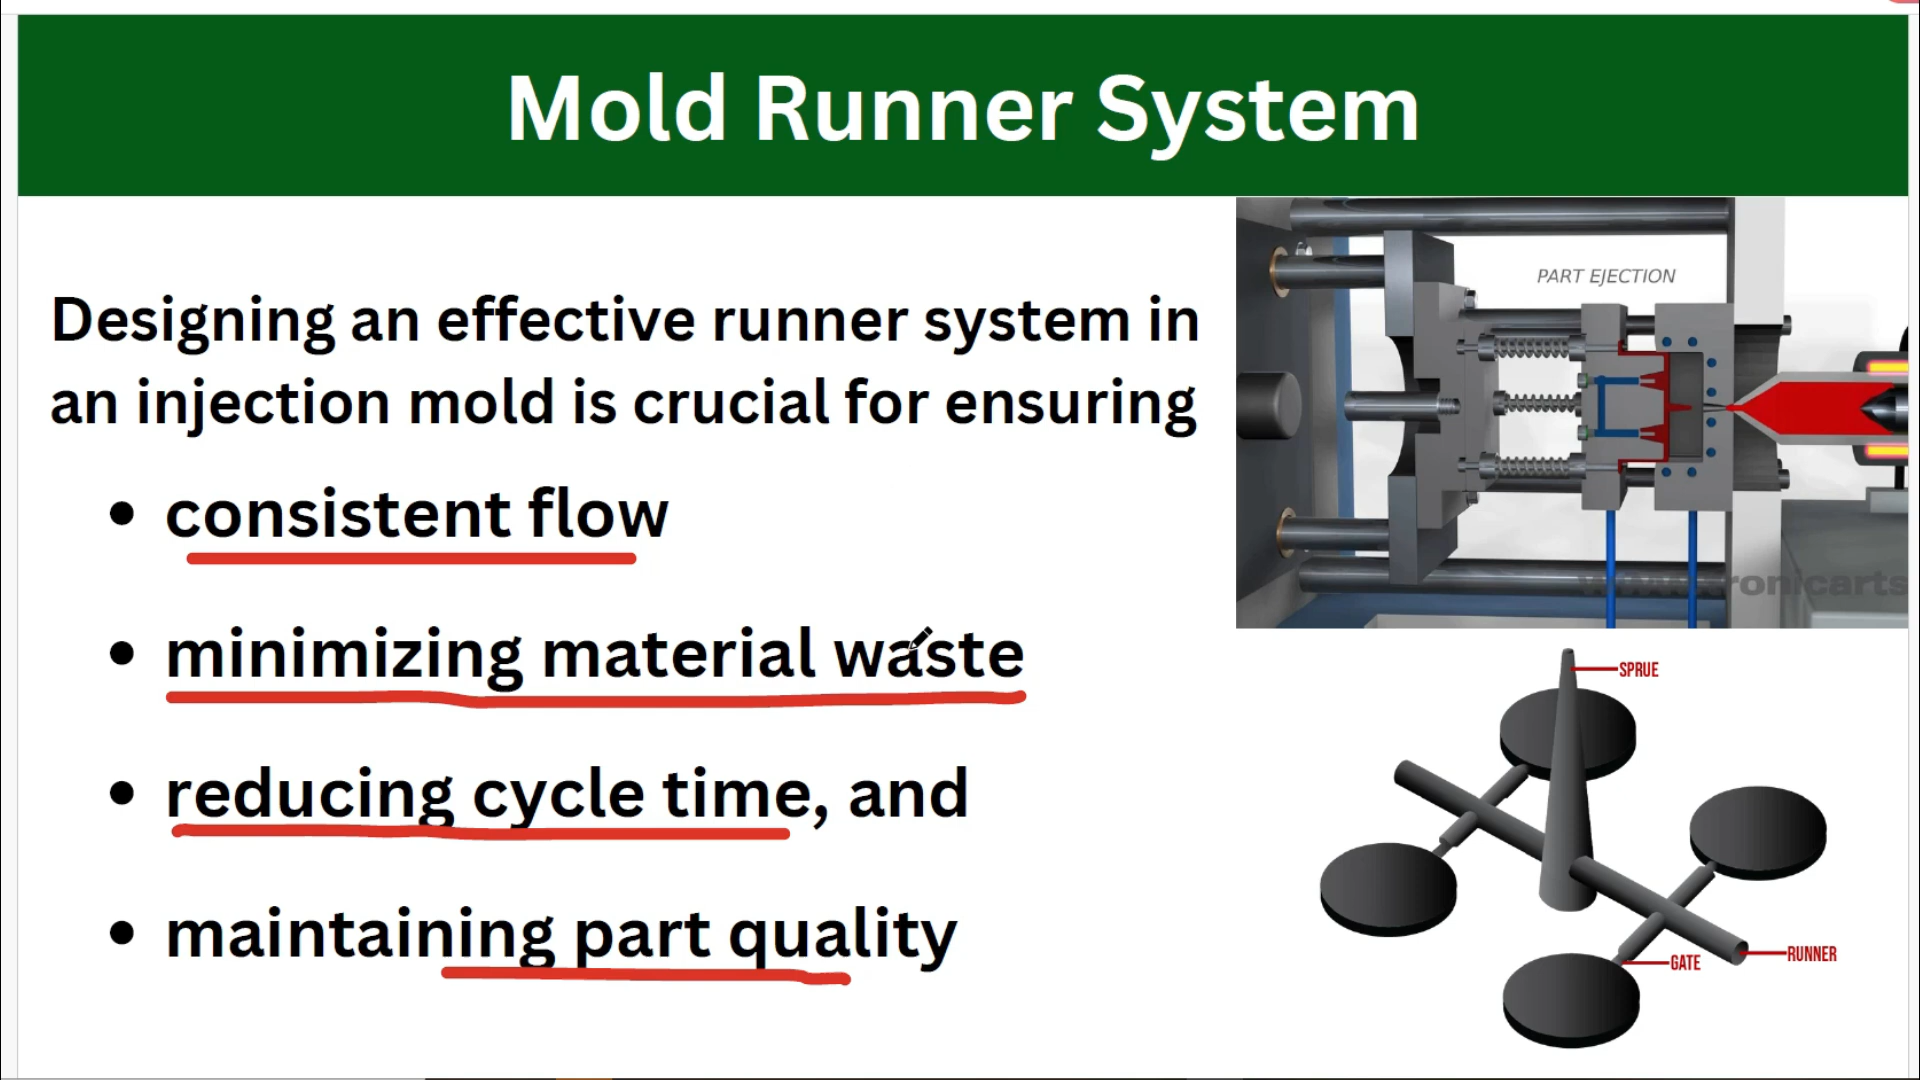 Mold Runner System
Designing an effective runner system in
an injection mold is crucial for ensuring
• consistent flow
• minimizing material waste
• reducing cycle time, and
• maintaining part quality
PART EJECTION
SPRUE
RUNNER
GATE